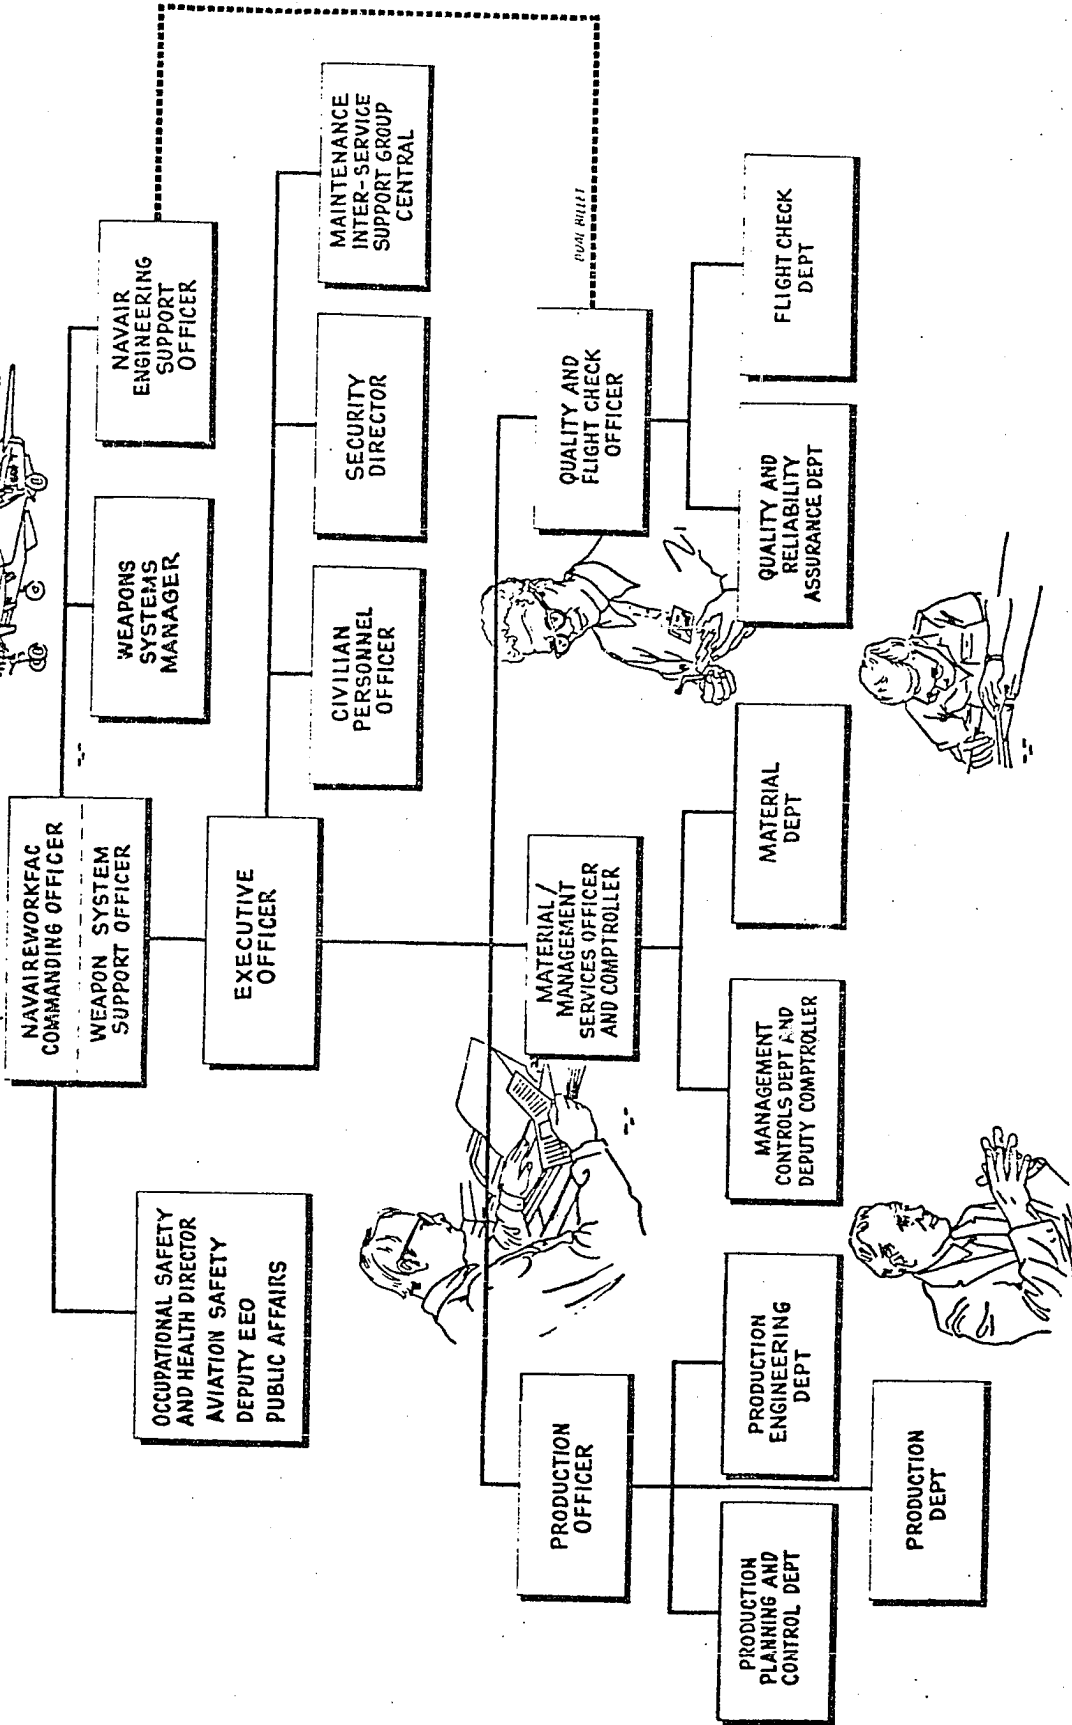 NAVAIREWORKFAC
COMMANDING OFFICER
WEAPON SYSTEM
SUPPORT OFFICER
OCCUPATIONAL SAFETY
AND HEALTH DIRECTOR
AVIATION SAFETY
DEPUTY EEO
PUBLIC AFFAIRS
WEAPONS
SYSTEMS
MANAGER
NAVAIR
ENGINEERING
SUPPORT
OFFICER
EXECUTIVE
OFFICER
CIVILIAN
PERSONNEL
OFFICER
SECURITY
DIRECTOR
MAINTENANCE
INTER-SERVICE
SUPPORT GROUP
CENTRAL
PRODUCTION
OFFICER
MATERIAL/
MANAGEMENT
SERVICES OFFICER
AND COMPTROLLER
QUALITY AND
FLIGHT CHECK
OFFICER
DUAL BILLET
PRODUCTION
PLANNING AND
CONTROL DEPT
PRODUCTION
ENGINEERING
DEPT
MANAGEMENT
CONTROLS DEPT AND
DEPUTY COMPTROLLER
MATERIAL
DEPT
QUALITY AND
RELIABILITY
ASSURANCE DEPT
FLIGHT CHECK
DEPT
PRODUCTION
DEPT